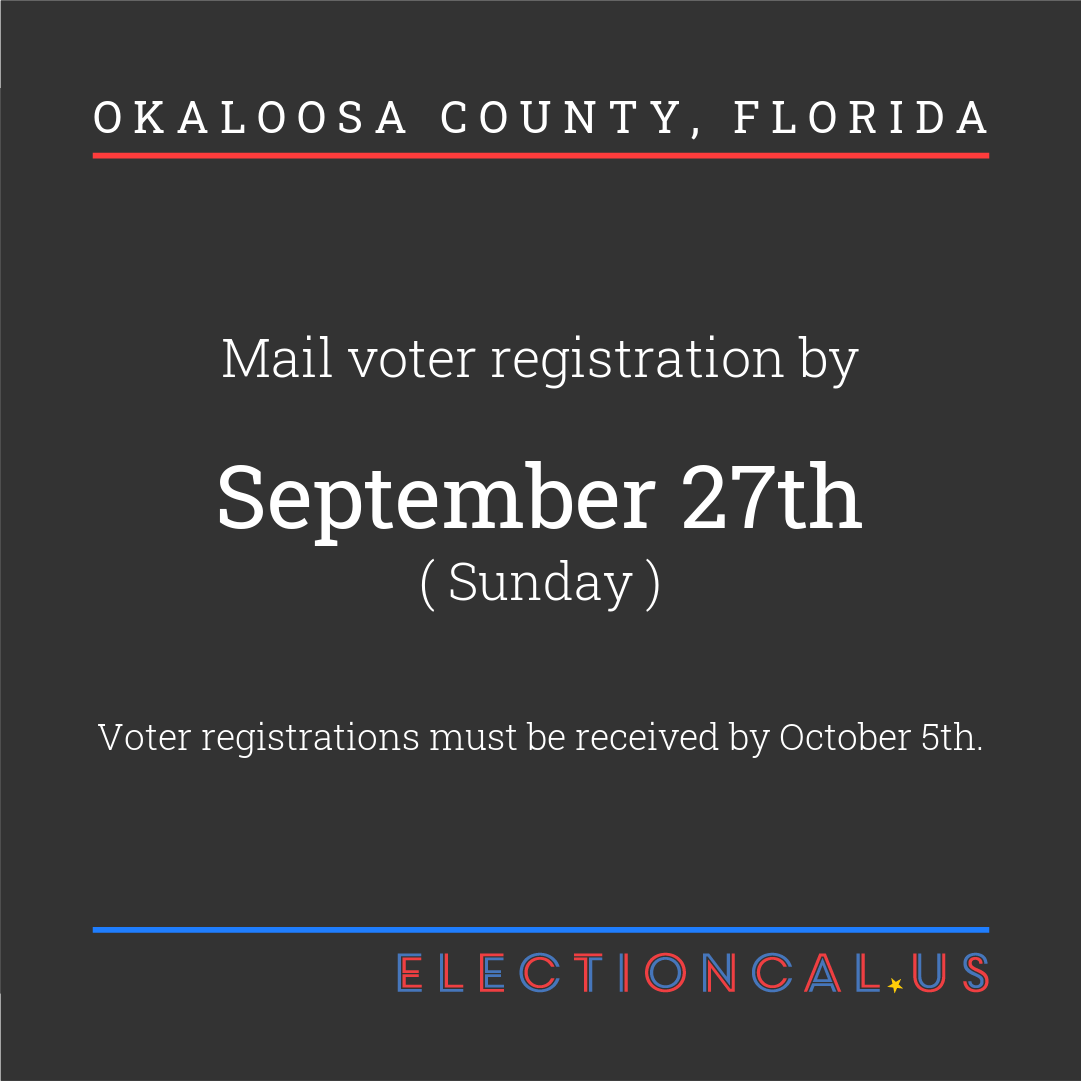 OKALOOSA COUNTY, FLORIDA
Mail voter registration by
September 27th
( Sunday )
Voter registrations must be received by October 5th.
ELECTIONCAL.US